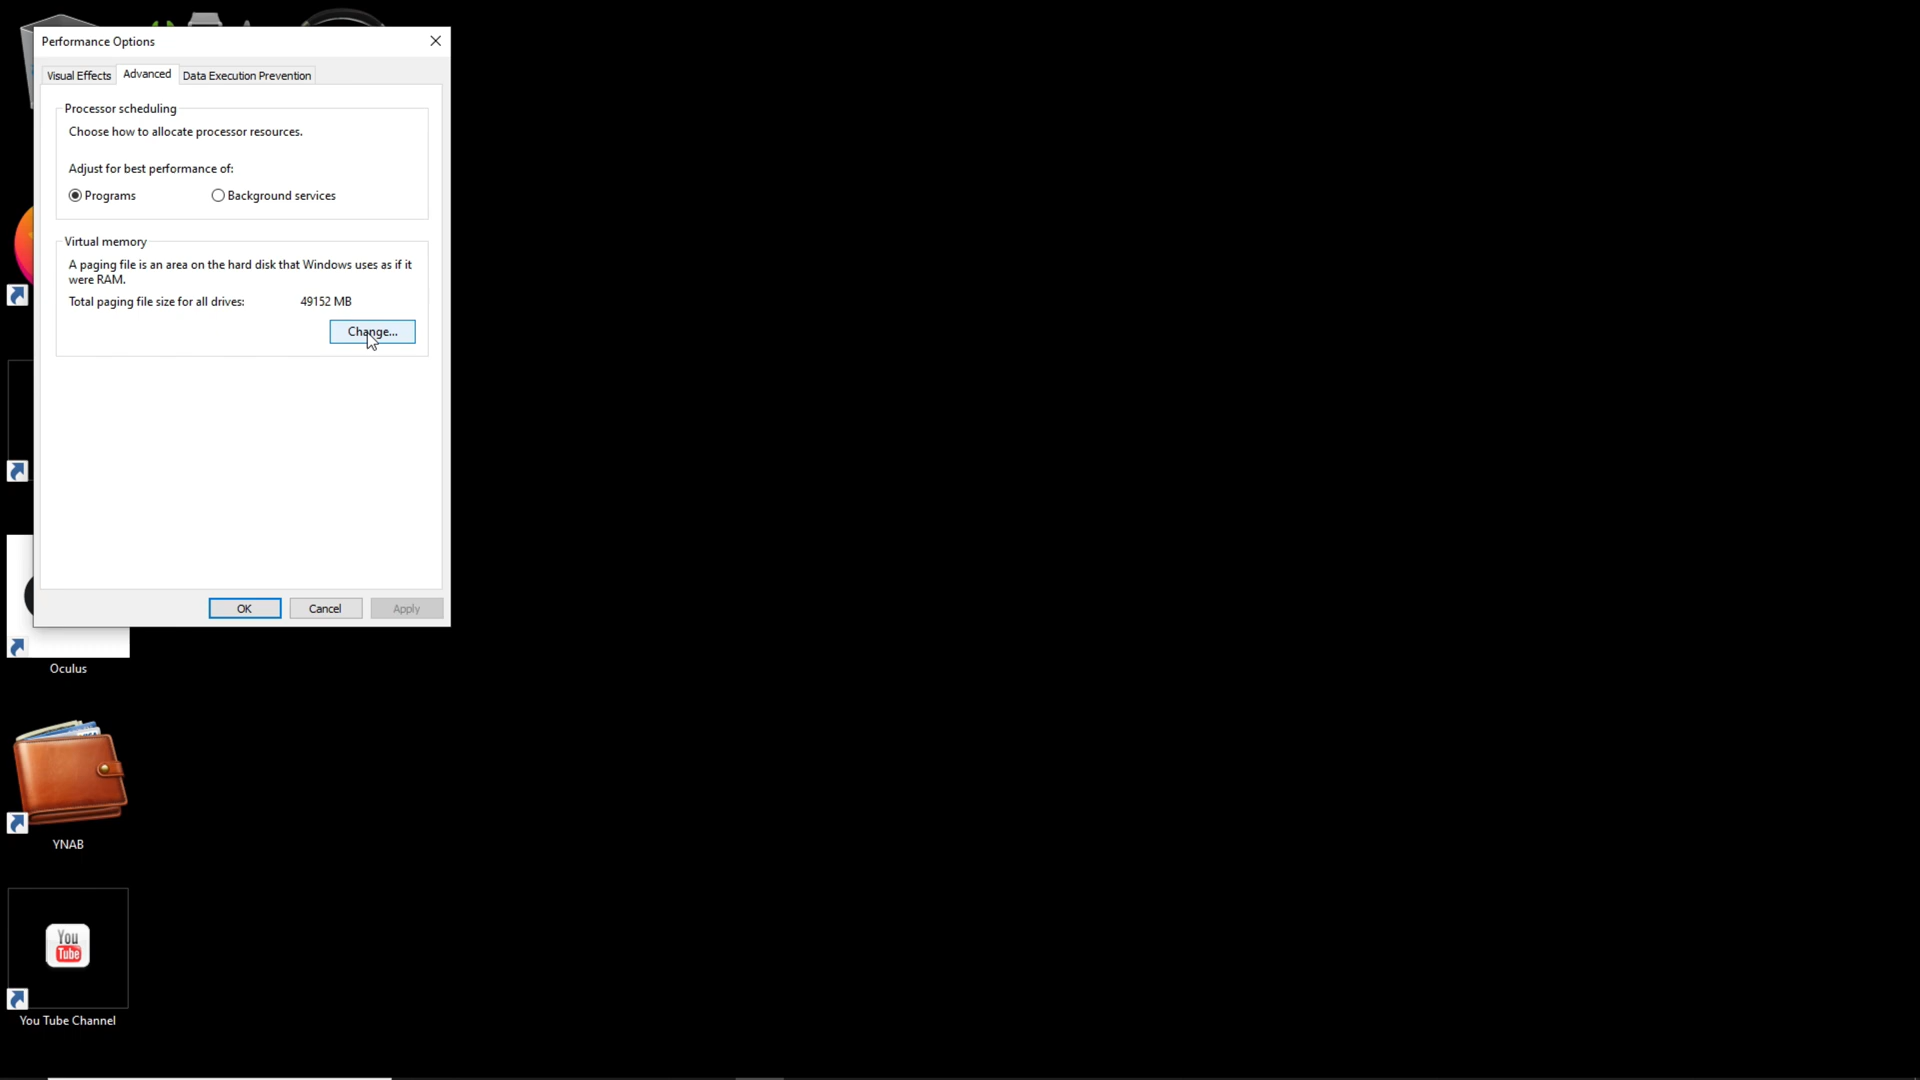 Performance Options
Visual Effects
Advanced
Data Execution Prevention
Processor scheduling
Choose how to allocate processor resources.
Adjust for best performance of:
Programs
Background services
Virtual memory
A paging file is an area on the hard disk that Windows uses as if it
were RAM.
Total paging file size for all drives: 49152 MB
Change...
OK
Cancel
Apply
Oculus
YNAB
You
Tube
You Tube Channel